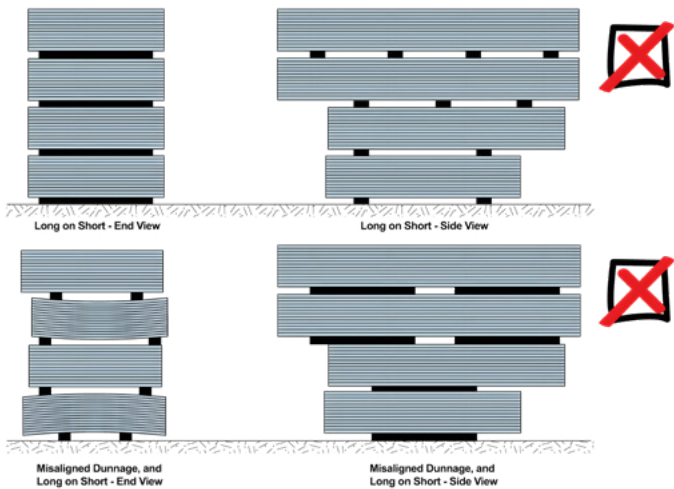 Long on Short - End View
Long on Short - Side View
Misaligned Dunnage, and
Long on Short - End View
Misaligned Dunnage, and
Long on Short - Side View